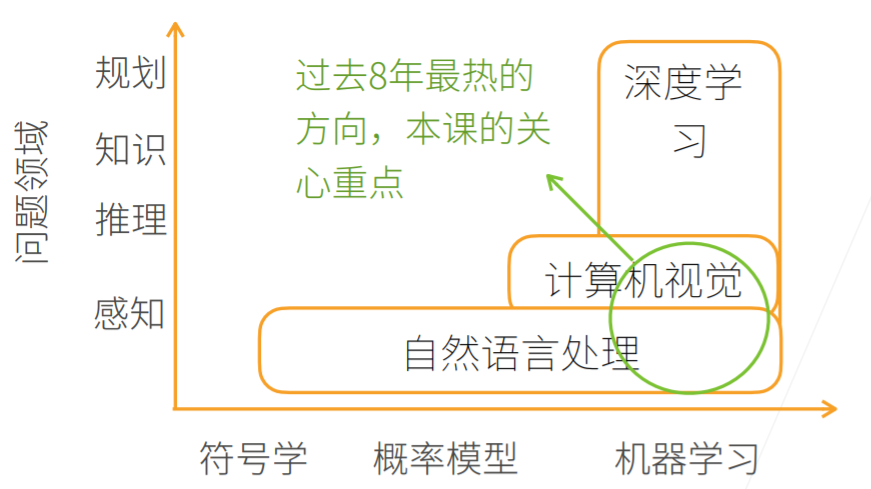 问题领域
规划
知识
推理
感知
过去8年最热的
方向，本课的关
心重点
深度学
习
计算机视觉
自然语言处理
符号学
概率模型
机器学习